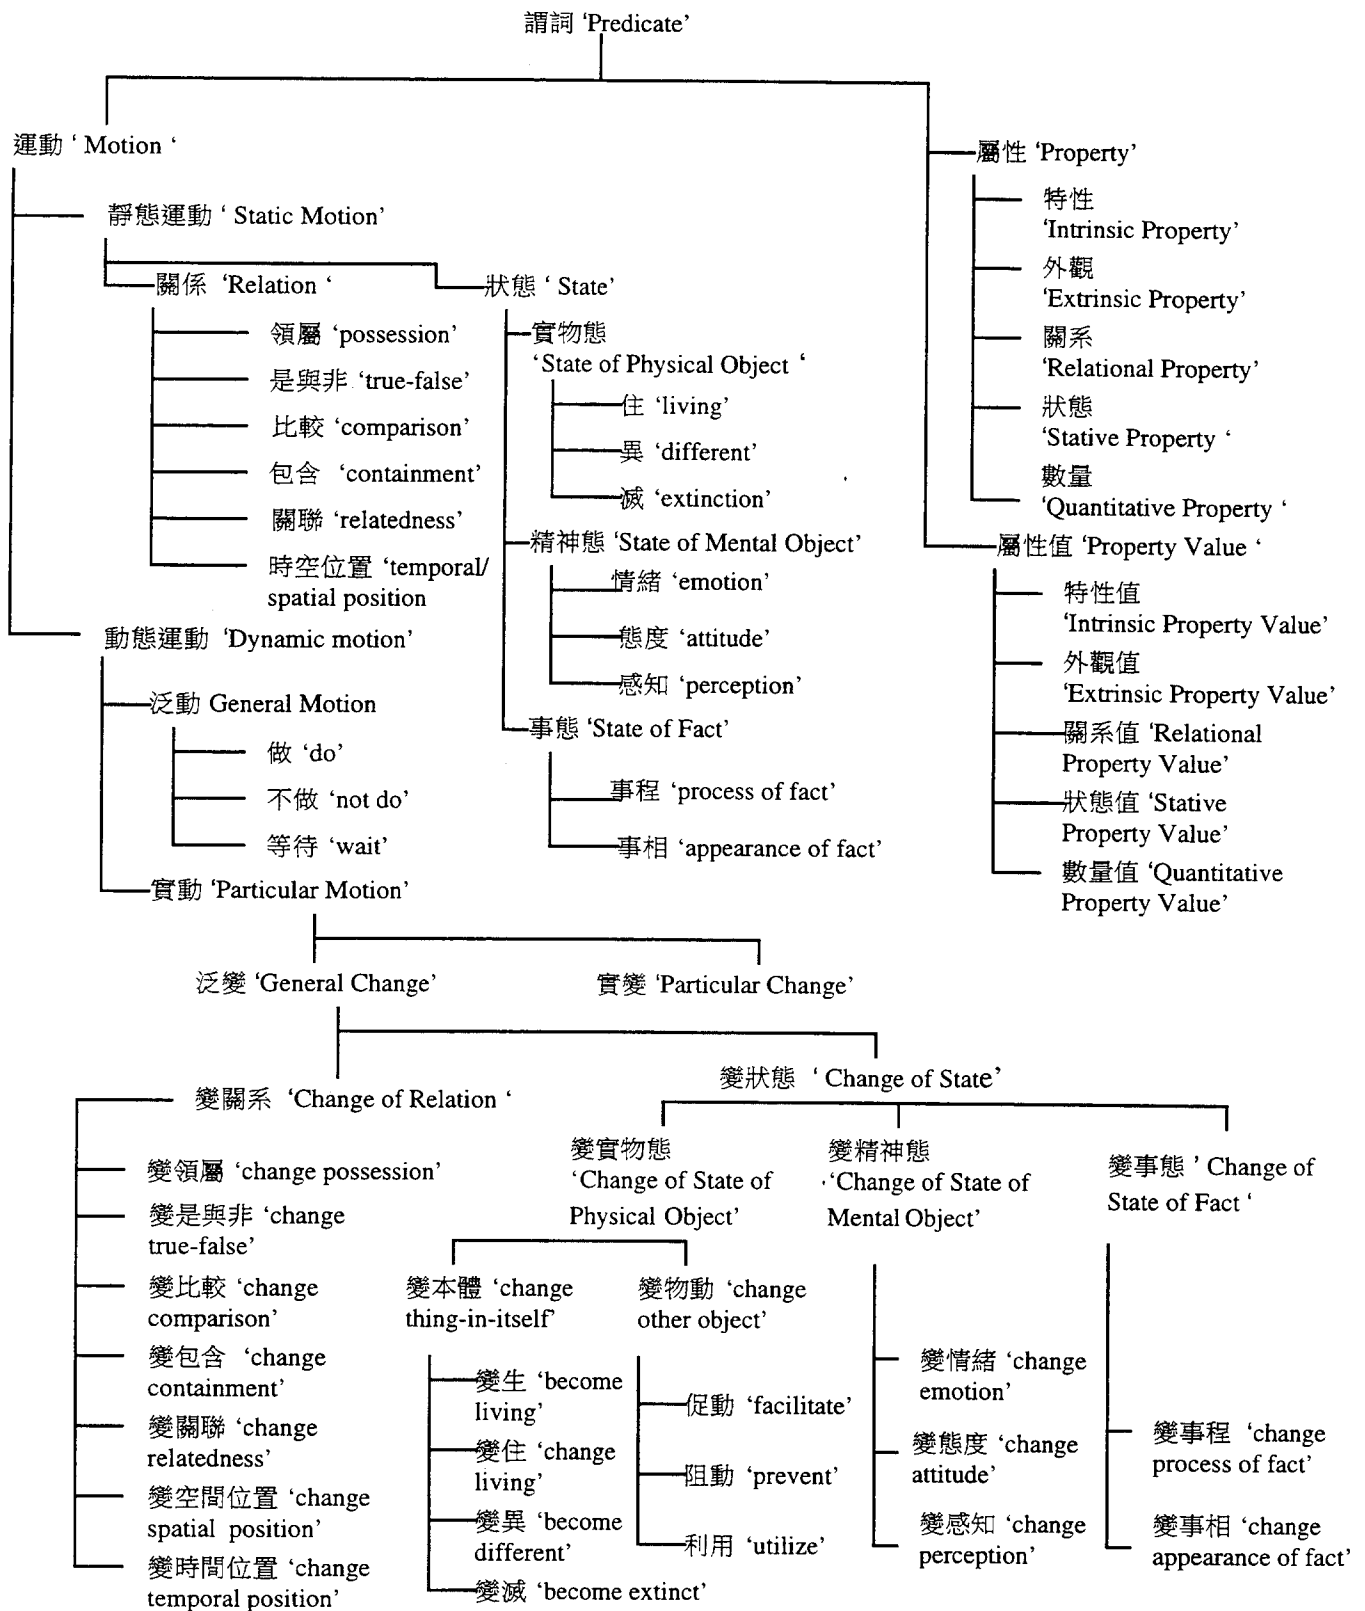 謂詞 ‘Predicate’
運動 ‘ Motion ‘
靜態運動 ‘ Static Motion’
關係 ‘Relation ‘
領屬 ‘possession’
是與非 ‘true-false’
比較 ‘comparison’
包含 ‘containment’
關聯 ‘relatedness’
時空位置 ‘temporal/
spatial position
狀態 ‘ State’
實物態
‘State of Physical Object ‘
住 ‘living’
異 ‘different’
滅 ‘extinction’
精神態 ‘State of Mental Object’
情緒 ‘emotion’
態度 ‘attitude’
感知 ‘perception’
事態 ‘State of Fact’
事程 ‘process of fact’
事相 ‘appearance of fact’
動態運動 ‘Dynamic motion’
泛動 General Motion
做 ‘do’
不做 ‘not do’
等待 ‘wait’
實動 ‘Particular Motion’
泛變 ‘General Change’
實變 ‘Particular Change’
變關系 ‘Change of Relation ‘
變領屬 ‘change possession’
變是與非 ‘change
true-false’
變比較 ‘change
comparison’
變包含 ‘change
containment’
變關聯 ‘change
relatedness’
變空間位置 ‘change
spatial position’
變時間位置 ‘change
temporal position’
變狀態 ‘ Change of State’
變實物態
‘Change of State of
Physical Object’
變本體 ‘change
thing-in-itself’
變生 ‘become
living’
變住 ‘change
living’
變異 ‘become
different’
變滅 ‘become extinct’
變物動 ‘change
other object’
促動 ‘facilitate’
阻動 ‘prevent’
利用 ‘utilize’
變精神態
‘Change of State of
Mental Object’
變情緒 ‘change
emotion’
變態度 ‘change
attitude’
變感知 ‘change
perception’
變事態 ’ Change of
State of Fact ‘
變事程 ‘change
process of fact’
變事相 ‘change
appearance of fact’
屬性 ‘Property’
特性
‘Intrinsic Property’
外觀
‘Extrinsic Property’
關系
‘Relational Property’
狀態
‘Stative Property ‘
數量
‘Quantitative Property ‘
屬性值 ‘Property Value ‘
特性值
‘Intrinsic Property Value’
外觀值
‘Extrinsic Property Value’
關系值 ‘Relational
Property Value’
狀態值 ‘Stative
Property Value’
數量值 ‘Quantitative
Property Value’